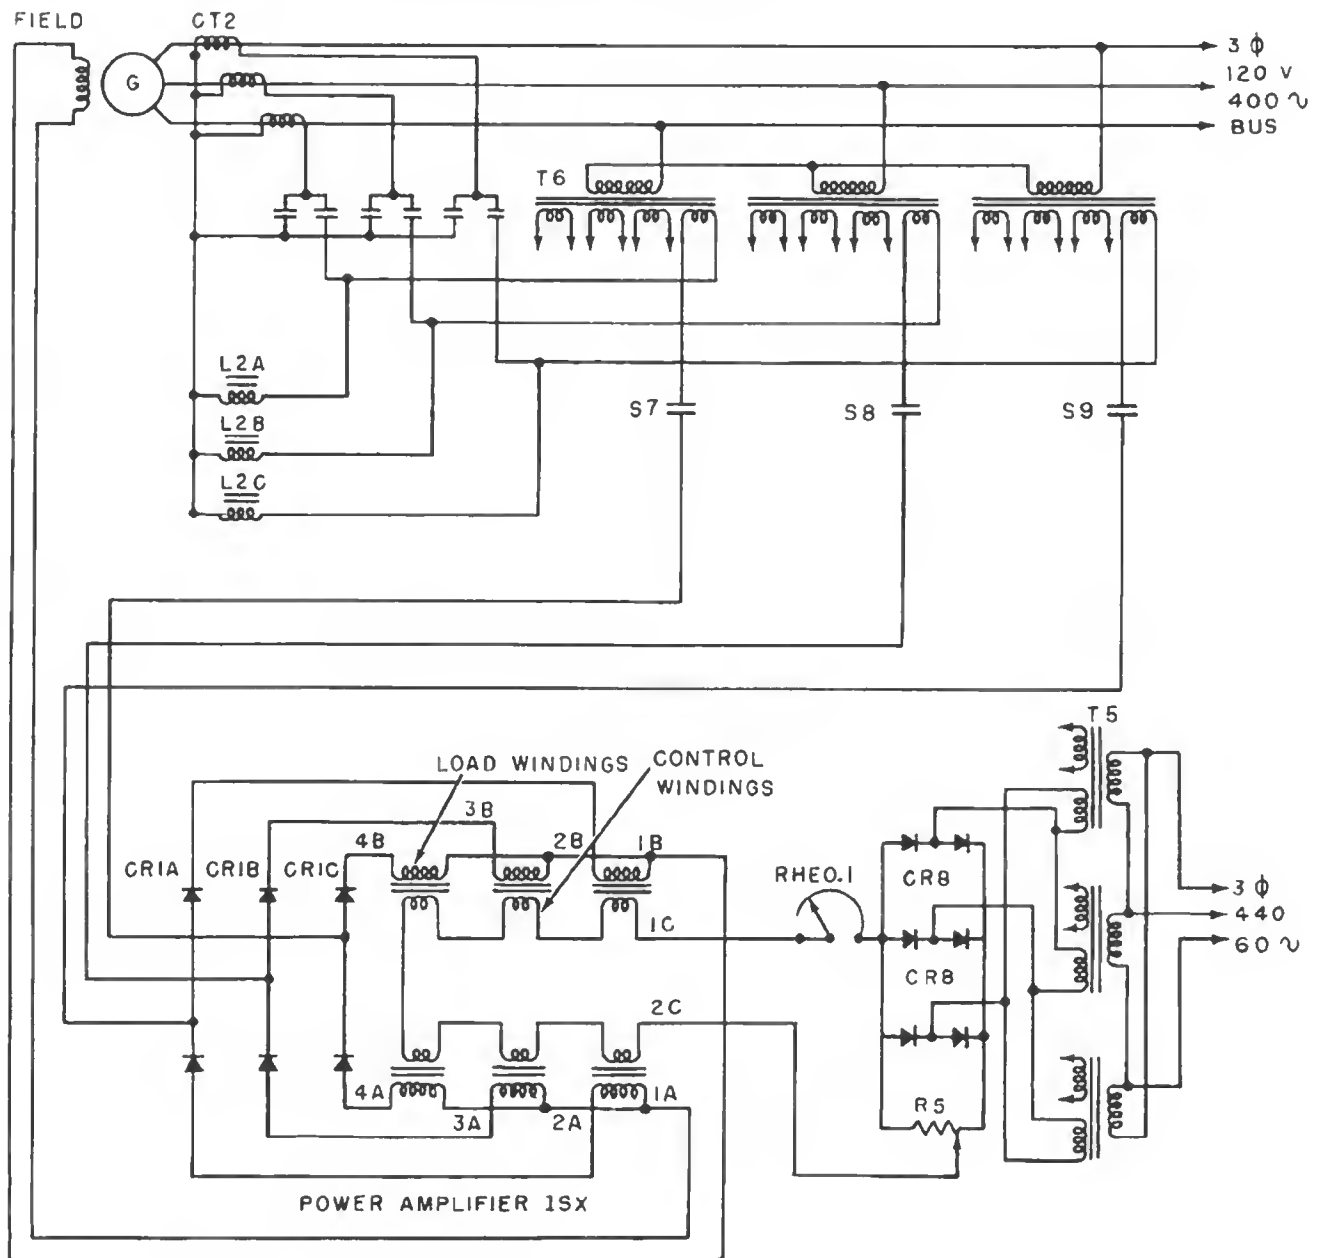 FIELD
CT2
G
3 ϕ
120 V
400 ~
BUS
T6
L2A
L2B
L2C
S7
S8
S9
T5
LOAD WINDINGS
CONTROL
WINDINGS
3B
4B
2B
1B
CR1A
CR1B
CR1C
RHEO.1
CR8
1C
3 ϕ
440
60 ~
CR8
2C
4A
3A
2A
1A
R5
POWER AMPLIFIER 1SX